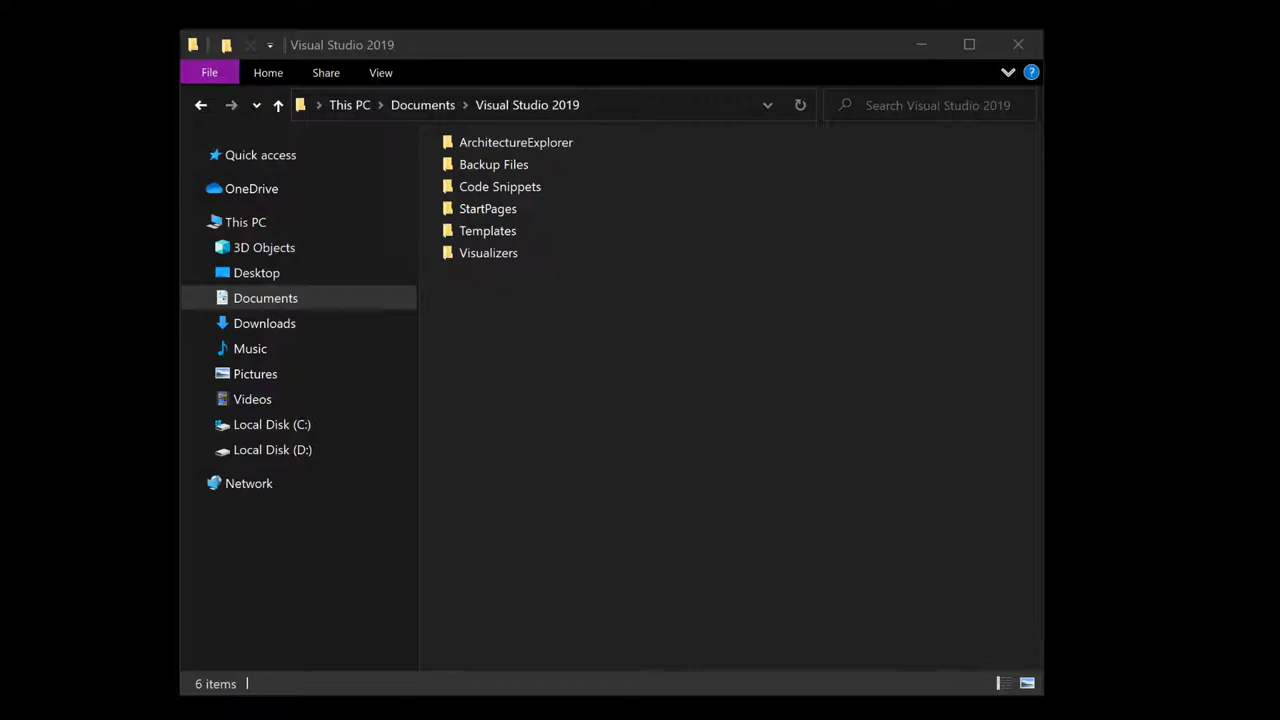 Visual Studio 2019
File Home Share View ?
This PC Documents Visual Studio 2019 Search Visual Studio 2019
Quick access
OneDrive
This PC
3D Objects
Desktop
Documents
Downloads
Music
Pictures
Videos
Local Disk (C:)
Local Disk (D:)
Network
ArchitectureExplorer
Backup Files
Code Snippets
StartPages
Templates
Visualizers
6 items